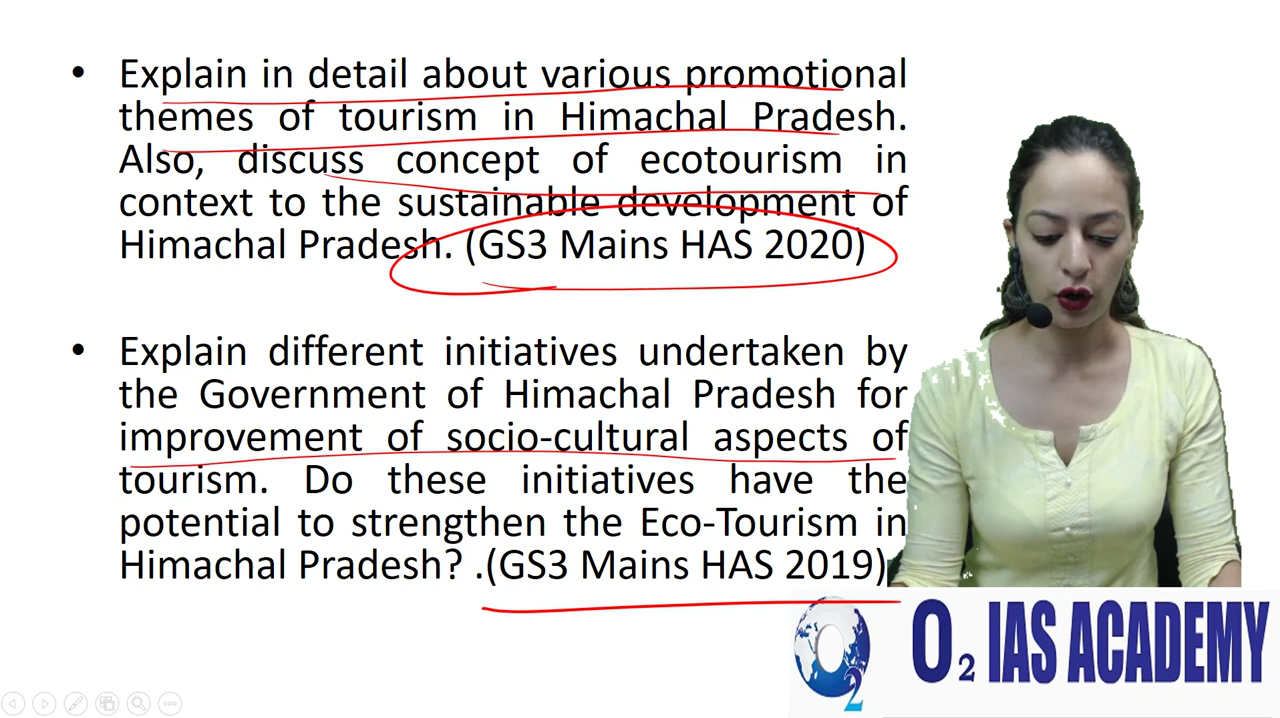 • Explain in detail about various promotional
themes of tourism in Himachal Pradesh.
Also, discuss concept of ecotourism in
context to the sustainable development of
Himachal Pradesh. (GS3 Mains HAS 2020)
• Explain different initiatives undertaken by
the Government of Himachal Pradesh for
improvement of socio-cultural aspects of
tourism. Do these initiatives have the
potential to strengthen the Eco-Tourism in
Himachal Pradesh? .(GS3 Mains HAS 2019)
O2
O2 IAS ACADEMY